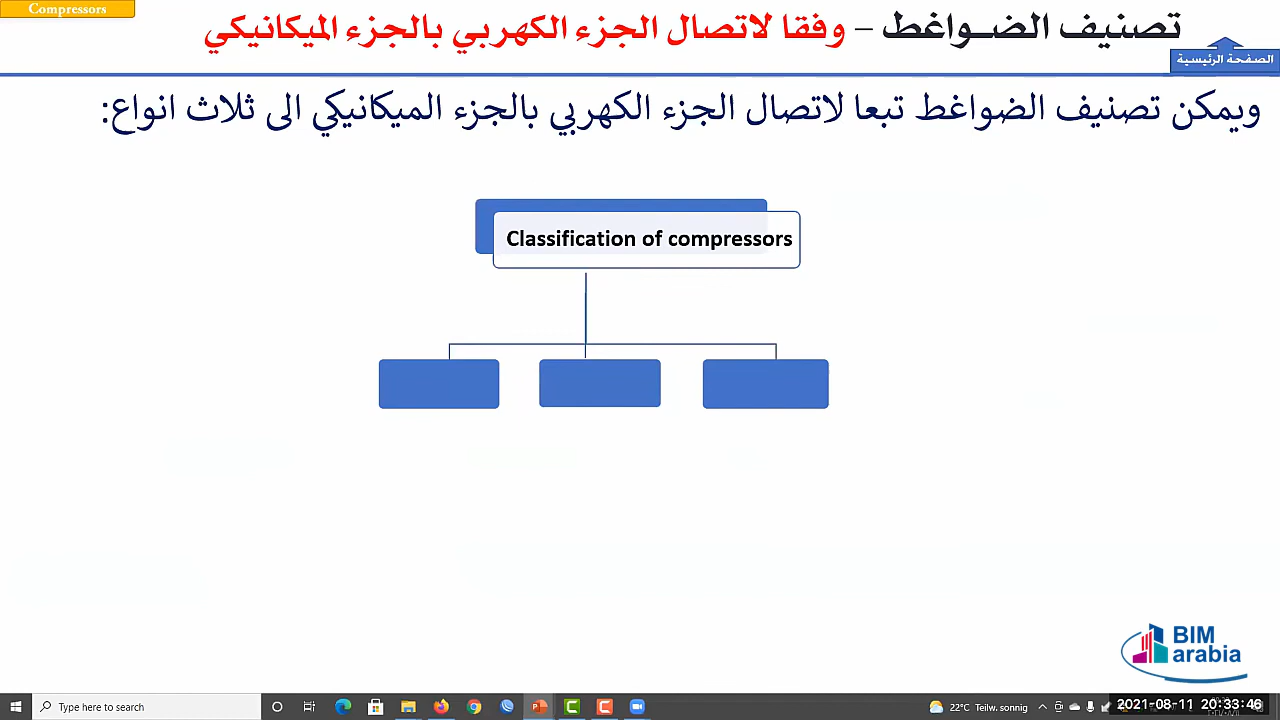 Compressors
تصنيف الضــواغط – وفقا لاتصال الجزء الكهربي بالجزء الميكانيكي
الصفحة الرئيسية
ويمكن تصنيف الضواغط تبعا لاتصال الجزء الكهربي بالجزء الميكانيكي الى ثلاث انواع:
Classification of compressors
BIM
arabia
Type here to search
22°C Teilw. sonnig
2021-08-11 20:33:46